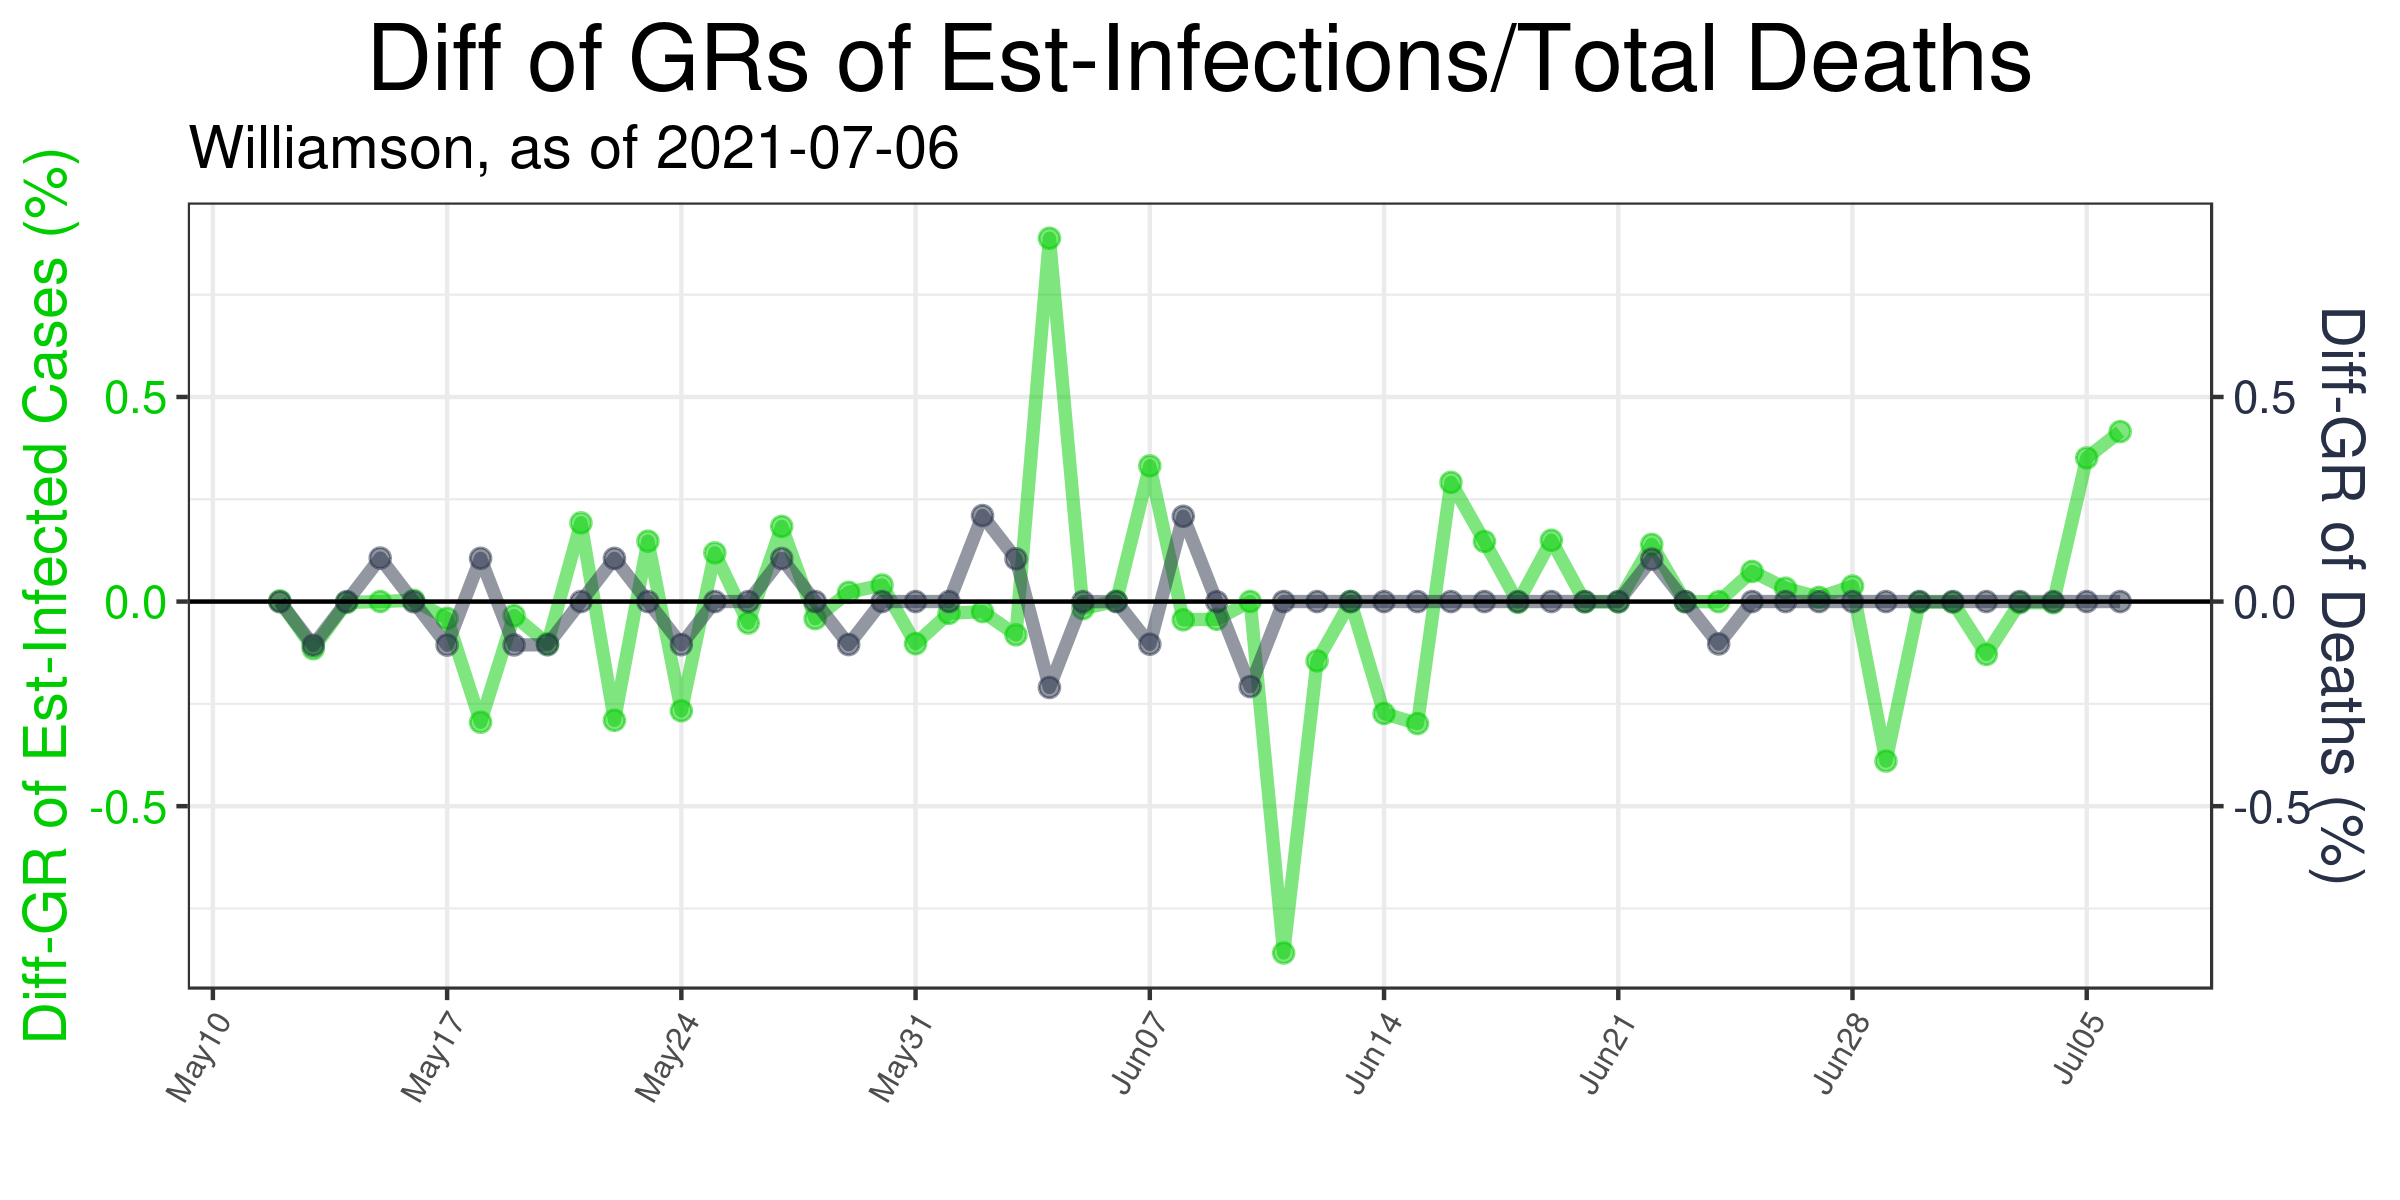 Diff of GRs of Est-Infections/Total Deaths
Williamson, as of 2021-07-06
Diff-GR of Est-Infected Cases (%)
0.5
0.0
-0.5
0.5
0.0
-0.5
Diff-GR of Deaths (%)
May10
May17
May24
May31
Jun07
Jun14
Jun21
Jun28
Jul05